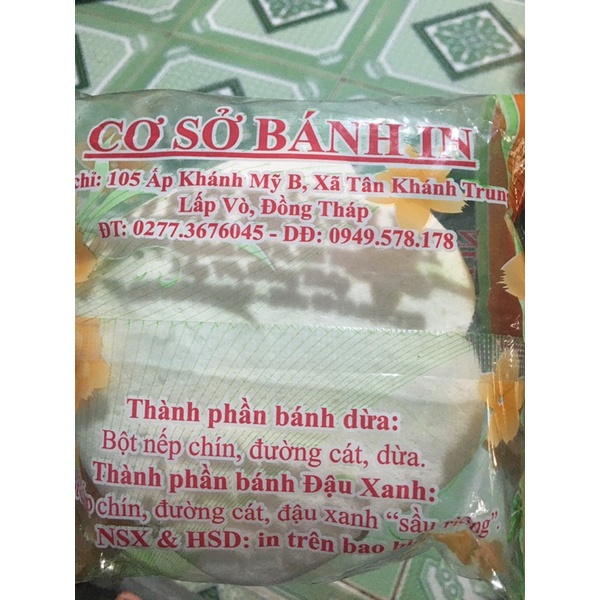 CƠ SỞ BÁNH IN
chỉ: 105 Ấp Khánh Mỹ B, Xã Tân Khánh Trung
Lấp Vò, Đồng Tháp
ĐT: 0277.3676045 - DĐ: 0949.578.178
Thành phần bánh dừa:
Bột nếp chín, đường cát, dừa.
Thành phần bánh Đậu Xanh:
chín, đường cát, đậu xanh “sầu riêng”.
NSX & HSD: in trên bao